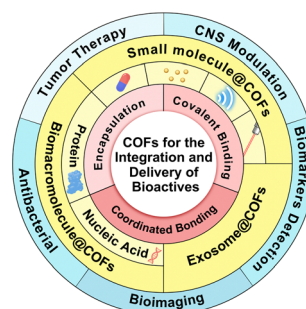 COFs for the
Integration and
Delivery of
Bioactives
Encapsulation
Covalent Binding
Coordinated Bonding
Small molecule@COFs
Biomacromolecule@COFs
Protein
Nucleic Acid
Exosome@COFs
Tumor Therapy
CNS Modulation
Biomarkers Detection
Bioimaging
Antibacterial